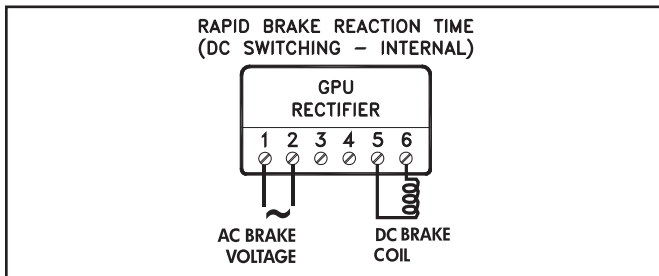 RAPID BRAKE REACTION TIME
(DC SWITCHING – INTERNAL)
GPU
RECTIFIER
1 2 3 4 5 6
~
AC BRAKE
VOLTAGE
DC BRAKE
COIL